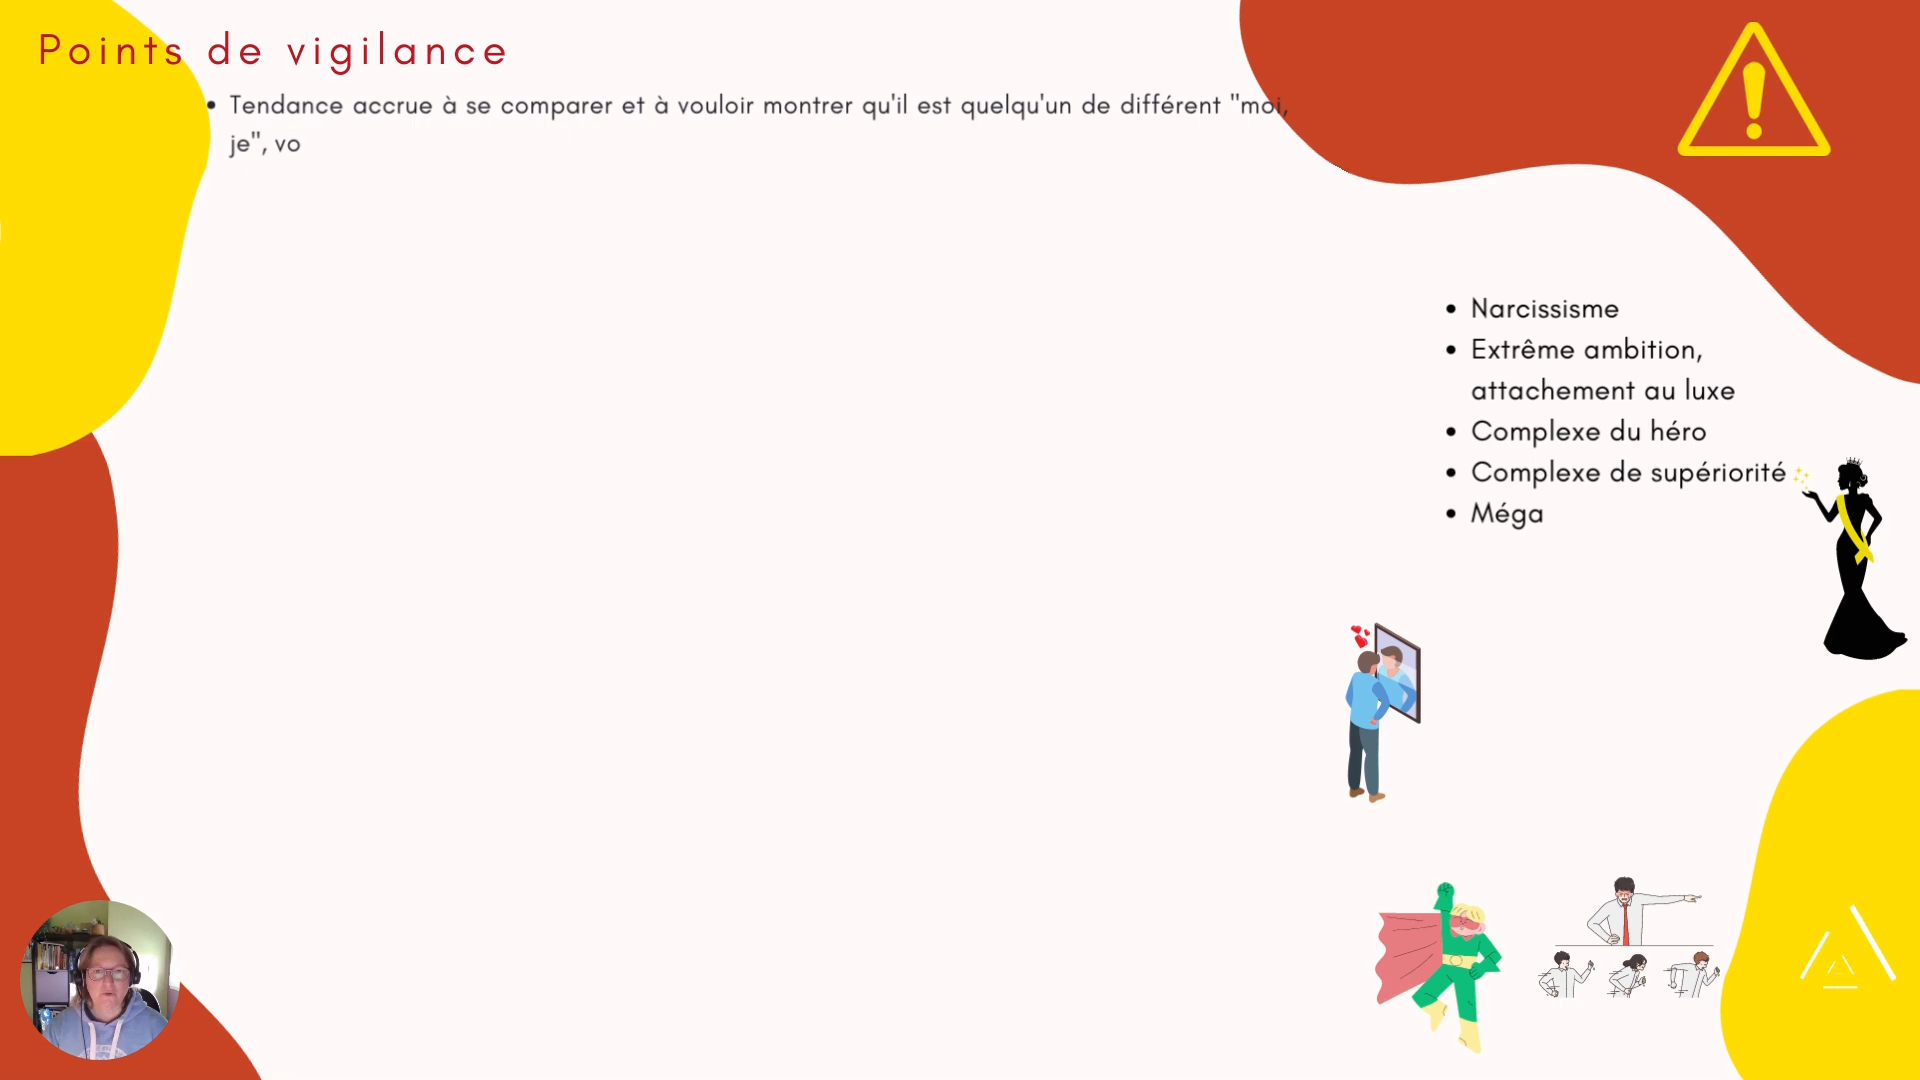 Points de vigilance
• Tendance accrue à se comparer et à vouloir montrer qu'il est quelqu'un de différent "moi,
je", vo
• Narcissisme
• Extrême ambition,
attachement au luxe
• Complexe du héro
• Complexe de supériorité
• Méga